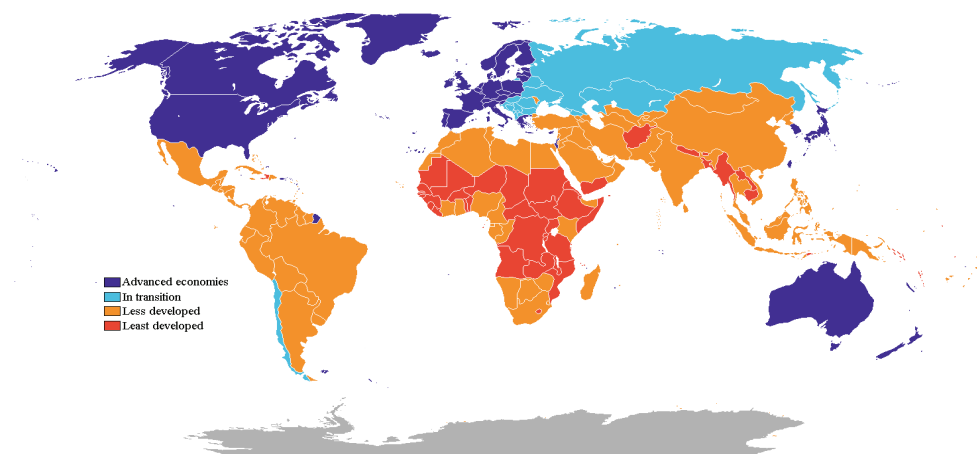 Advanced economies
In transition
Less developed
Least developed